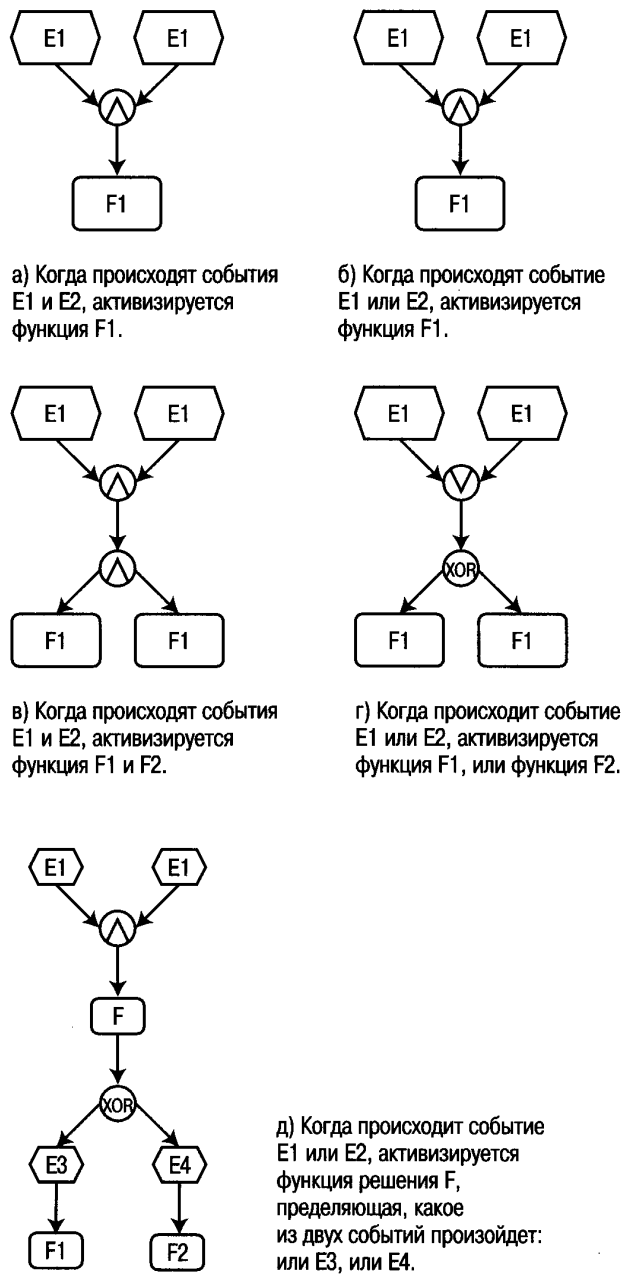 E1 E1 E1 E1
∧ ∧
F1 F1
а) Когда происходят события
E1 и E2, активизируется
функция F1.
б) Когда происходят событие
E1 или E2, активизируется
функция F1.
E1 E1 E1 E1
∧ ∨
∧ XOR
F1 F1 F1 F1
в) Когда происходят события
E1 и E2, активизируется
функция F1 и F2.
г) Когда происходит событие
E1 или E2, активизируется
функция F1, или функция F2.
E1 E1
∧
F
XOR
E3 E4
F1 F2
д) Когда происходит событие
E1 или E2, активизируется
функция решения F,
пределяющая, какое
из двух событий произойдет:
или E3, или E4.